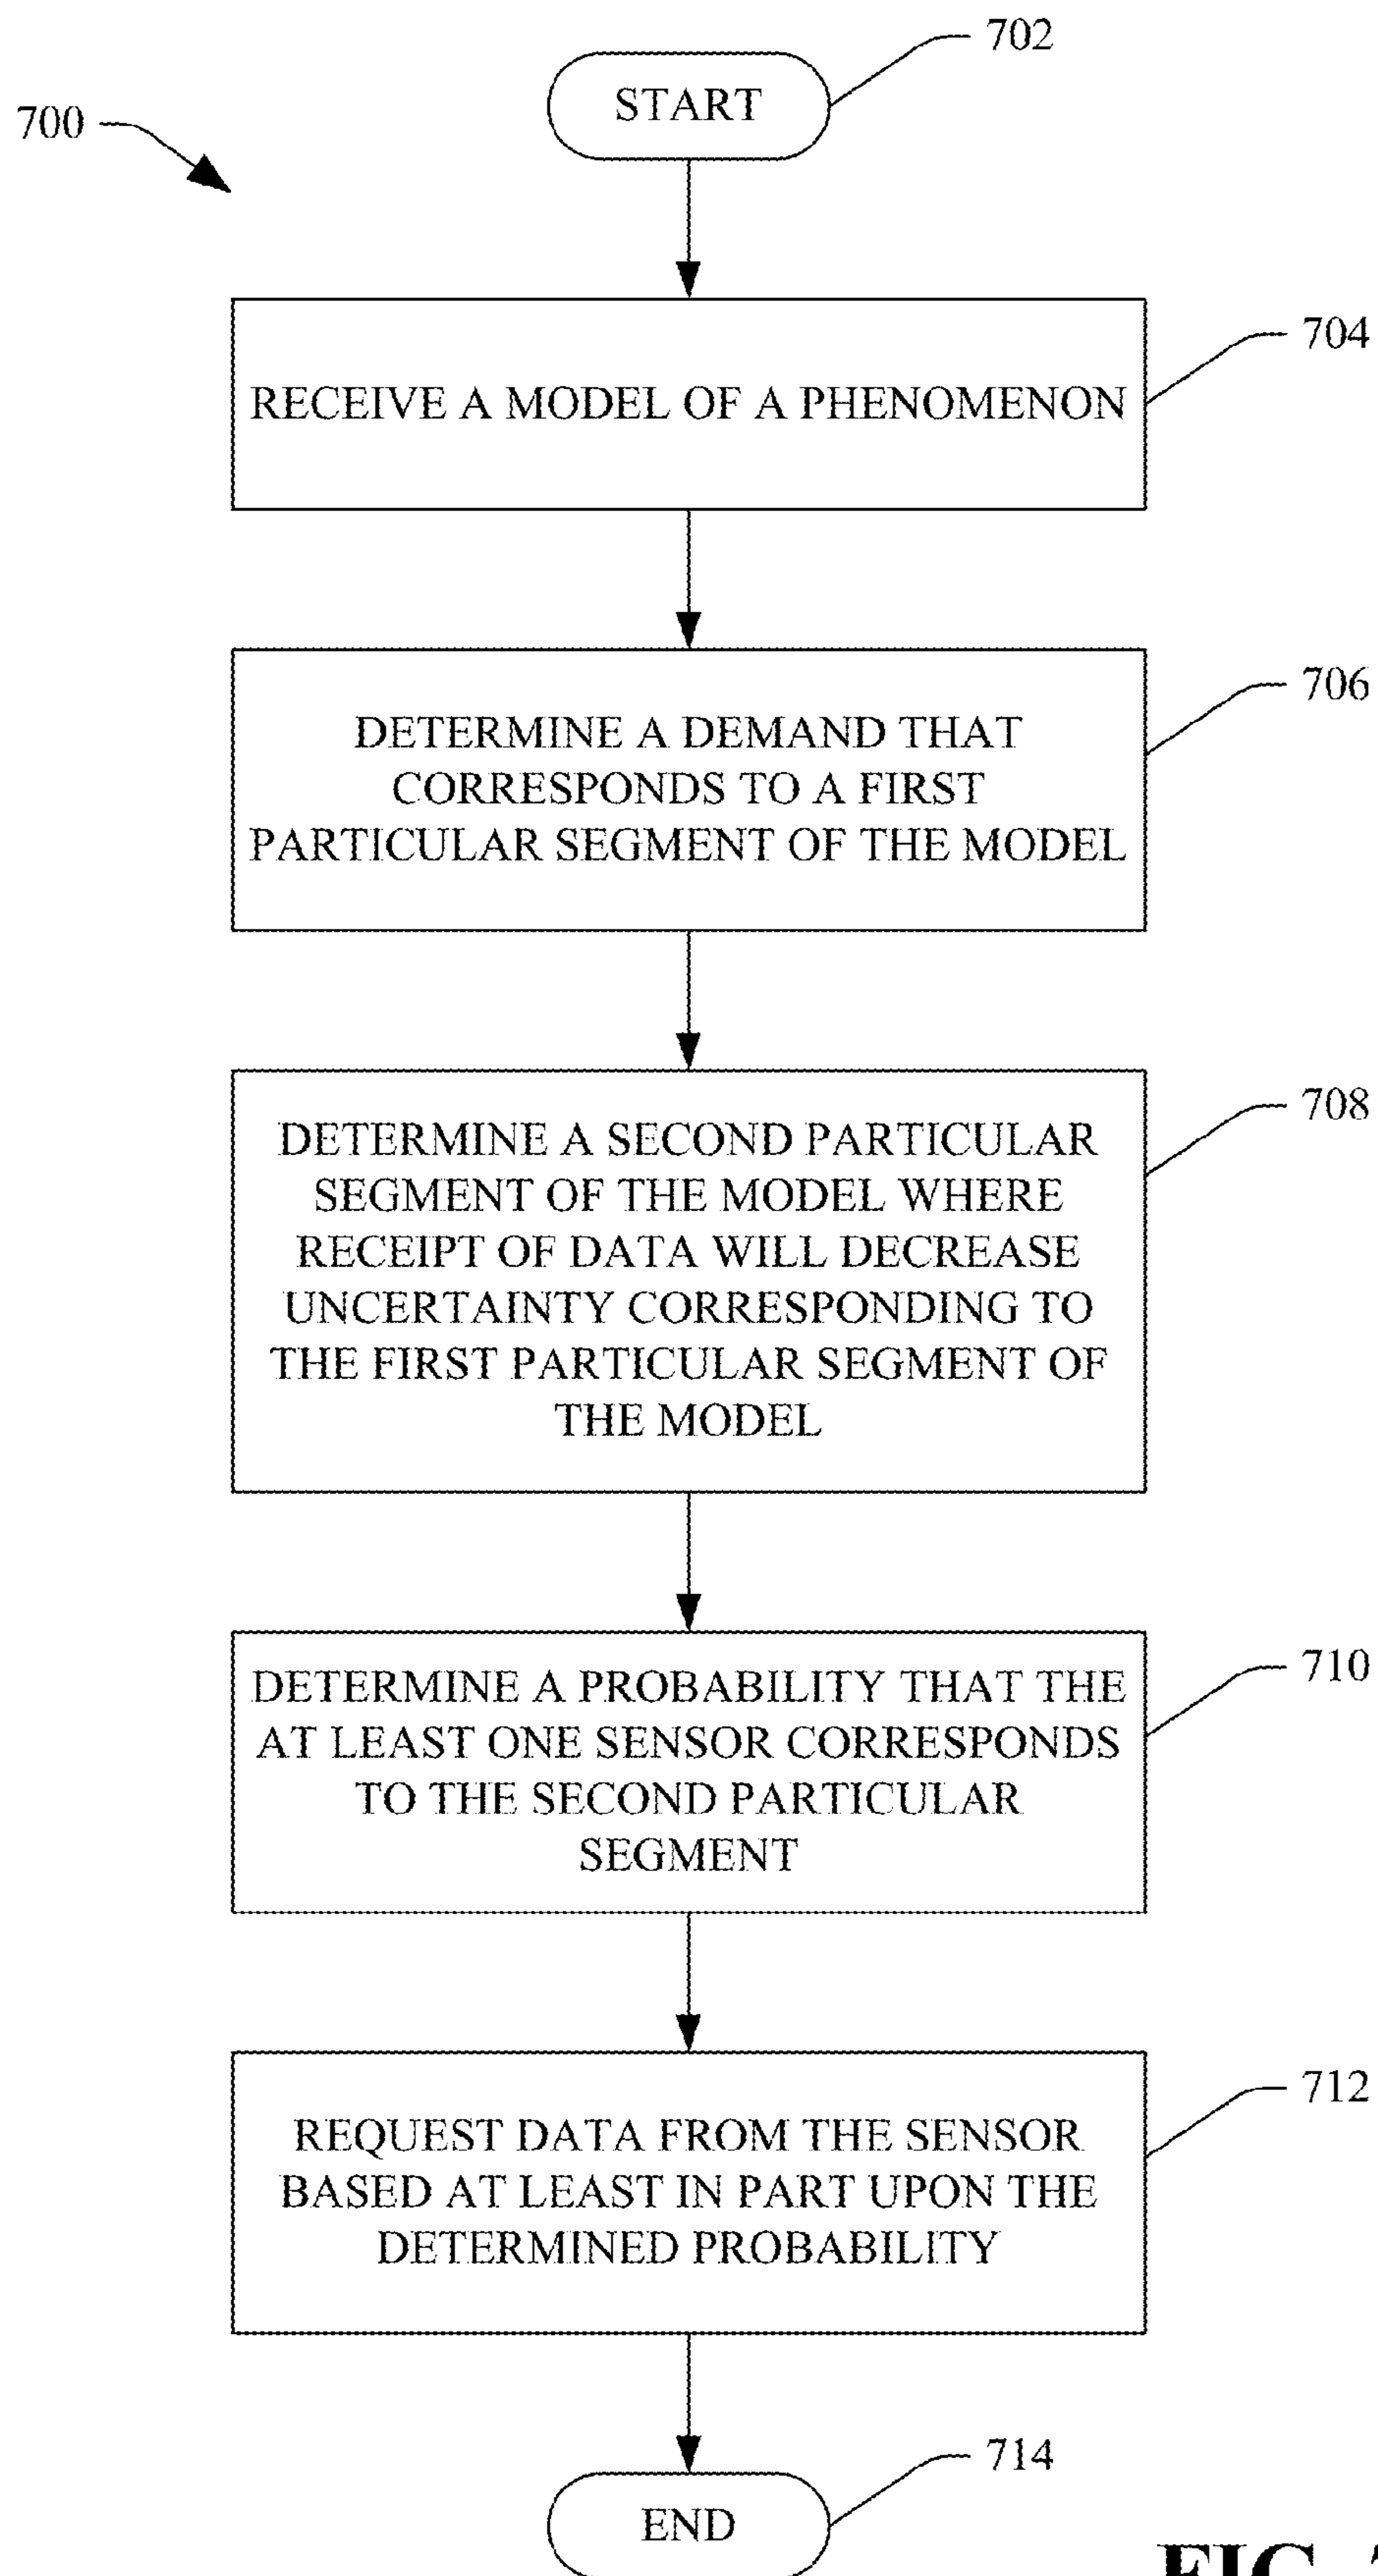 702
START
700
704
RECEIVE A MODEL OF A PHENOMENON
706
DETERMINE A DEMAND THAT
CORRESPONDS TO A FIRST
PARTICULAR SEGMENT OF THE MODEL
708
DETERMINE A SECOND PARTICULAR
SEGMENT OF THE MODEL WHERE
RECEIPT OF DATA WILL DECREASE
UNCERTAINTY CORRESPONDING TO
THE FIRST PARTICULAR SEGMENT OF
THE MODEL
710
DETERMINE A PROBABILITY THAT THE
AT LEAST ONE SENSOR CORRESPONDS
TO THE SECOND PARTICULAR
SEGMENT
712
REQUEST DATA FROM THE SENSOR
BASED AT LEAST IN PART UPON THE
DETERMINED PROBABILITY
714
END
FIG.